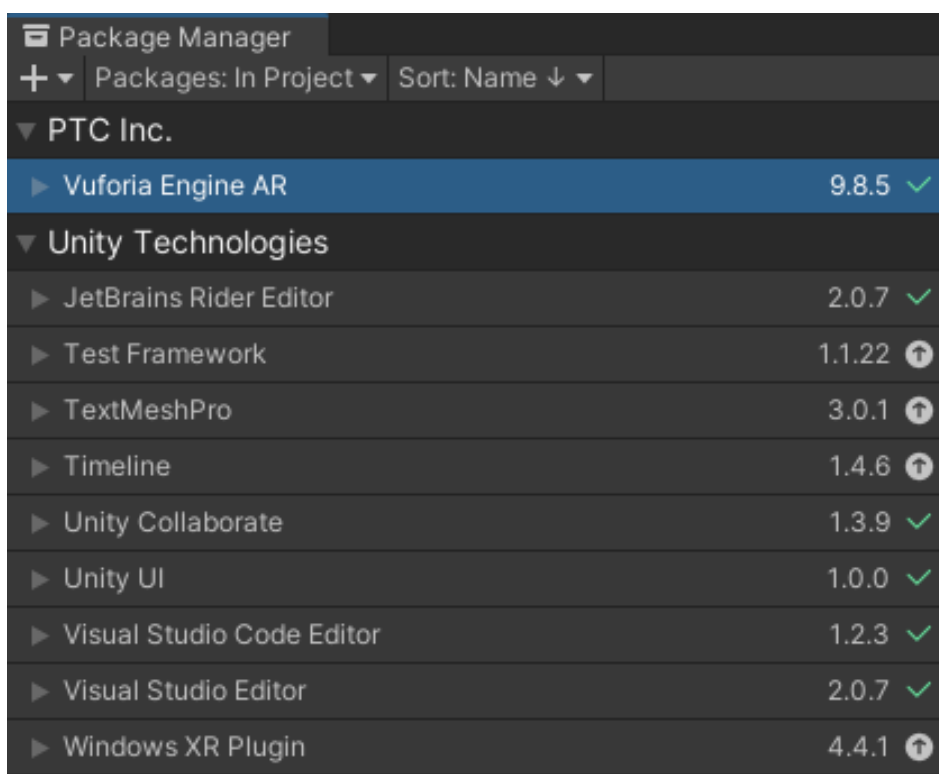 Package Manager
+ Packages: In Project Sort: Name ↓
PTC Inc.
Vuforia Engine AR 9.8.5
Unity Technologies
JetBrains Rider Editor 2.0.7
Test Framework 1.1.22
TextMeshPro 3.0.1
Timeline 1.4.6
Unity Collaborate 1.3.9
Unity UI 1.0.0
Visual Studio Code Editor 1.2.3
Visual Studio Editor 2.0.7
Windows XR Plugin 4.4.1